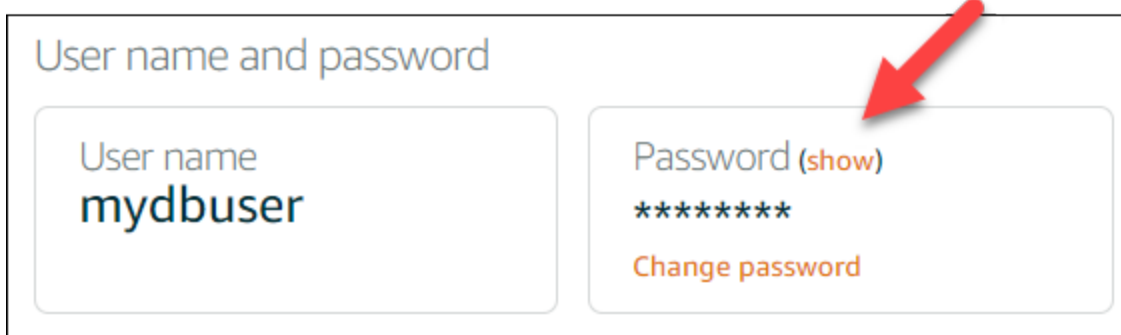 User name and password
User name
mydbuser
Password (show)
********
Change password